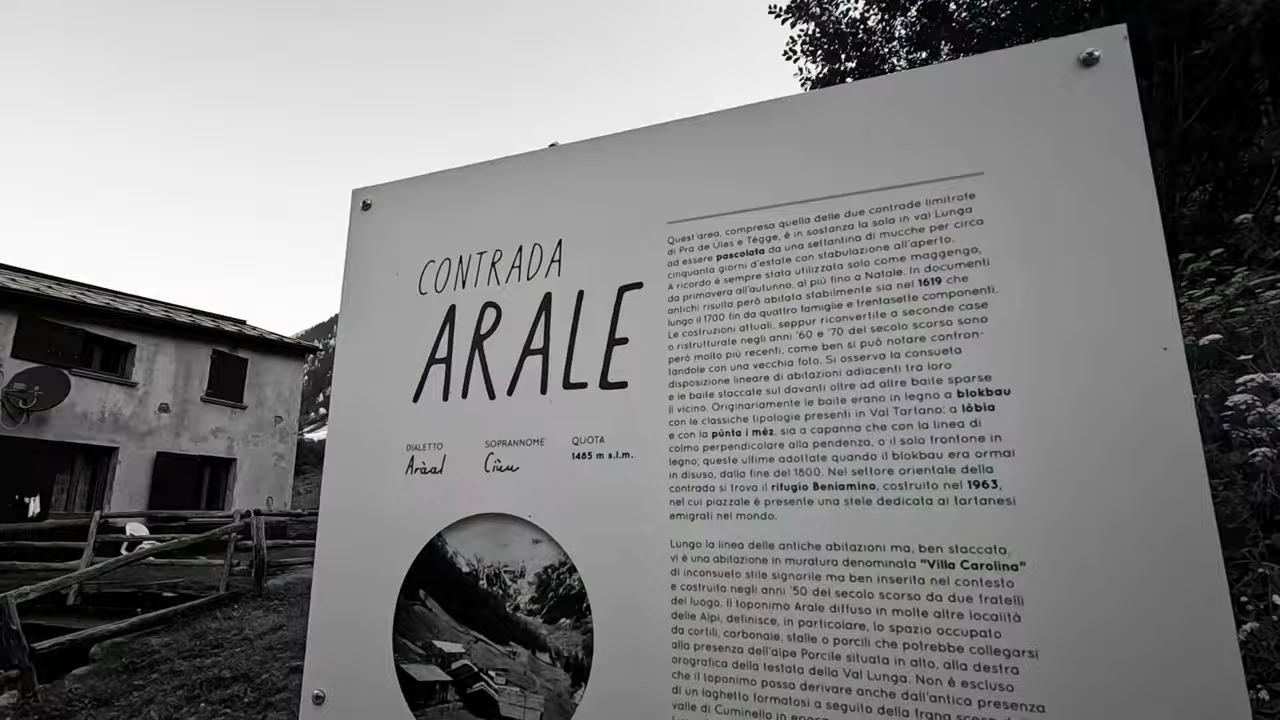 CONTRADA
ARALE
DIALETTO
Aràal
SOPRANNOME
QUOTA
1485 m s.l.m.
Quest'area, compresa quella delle due contrade limitrofe
di Pra de Ules e Tégge, è in sostanza la sola in val Lunga
ad essere pascolata da una settantina di mucche per circa
cinquanta giorni d'estate con stabulazione all'aperto.
A ricordo è sempre stata utilizzata solo come maggengo,
da primavera all'autunno, al più fino a Natale. In documenti
antichi risulta però abitata stabilmente sia nel 1619 che
lungo il 1700 fin da quattro famiglie e trentasette componenti.
Le costruzioni attuali, seppur riconvertite a seconde case
o ristrutturate negli anni '60 e '70 del secolo scorso sono
però molto più recenti, come ben si può notare confron-
tandole con una vecchia foto. Si osserva la consueta
disposizione lineare di abitazioni adiacenti tra loro
e le baite staccate sul davanti oltre ad altre baite sparse
lì vicino. Originariamente le baite erano in legno a blokbau
con le classiche tipologie presenti in Val Tartano: a lòbia
e con la pùnta i méz, sia a capanna che con la linea di
colmo perpendicolare alla pendenza, o il solo frontone in
legno; queste ultime adottate quando il blokbau era ormai
in disuso, dalla fine del 1800. Nel settore orientale della
contrada si trova il rifugio Beniamino, costruito nel 1963,
nel cui piazzale è presente una stele dedicata ai tartanesi
emigrati nel mondo.
Lungo la linea delle antiche abitazioni ma, ben staccata,
vi è una abitazione in muratura denominata "Villa Carolina"
di inconsueto stile signorile ma ben inserita nel contesto
e costruita negli anni '50 del secolo scorso da due fratelli
del luogo. Il toponimo Arale diffuso in molte altre località
delle Alpi, definisce, in particolare, lo spazio occupato
da cortili, carbonaie, stalle o porcili che potrebbe collegarsi
alla presenza dell'alpe Porcile situata in alto, alla destra
orografica della testata della Val Lunga. Non è escluso
che il toponimo possa derivare anche dall'antica presenza
di un laghetto formatosi a seguito della frana
valle di Cuminello in